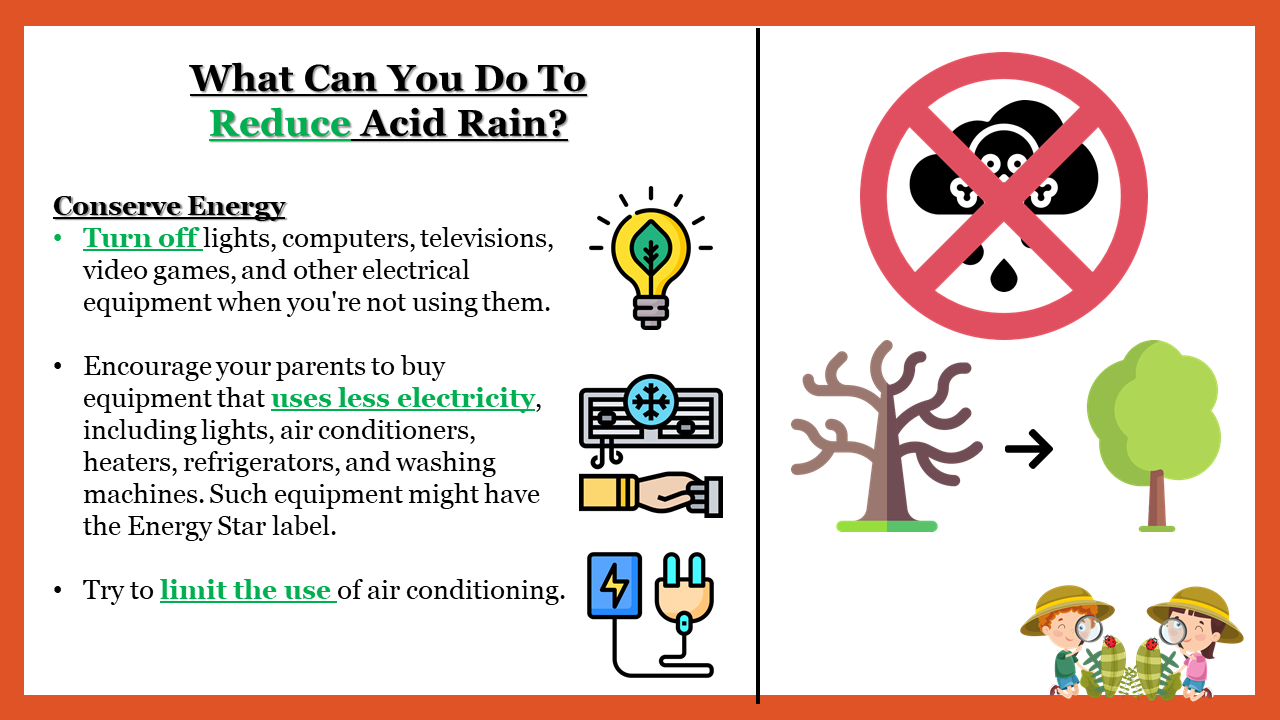 What Can You Do To
Reduce Acid Rain?
Conserve Energy
• Turn off lights, computers, televisions,
video games, and other electrical
equipment when you're not using them.
• Encourage your parents to buy
equipment that uses less electricity,
including lights, air conditioners,
heaters, refrigerators, and washing
machines. Such equipment might have
the Energy Star label.
• Try to limit the use of air conditioning.